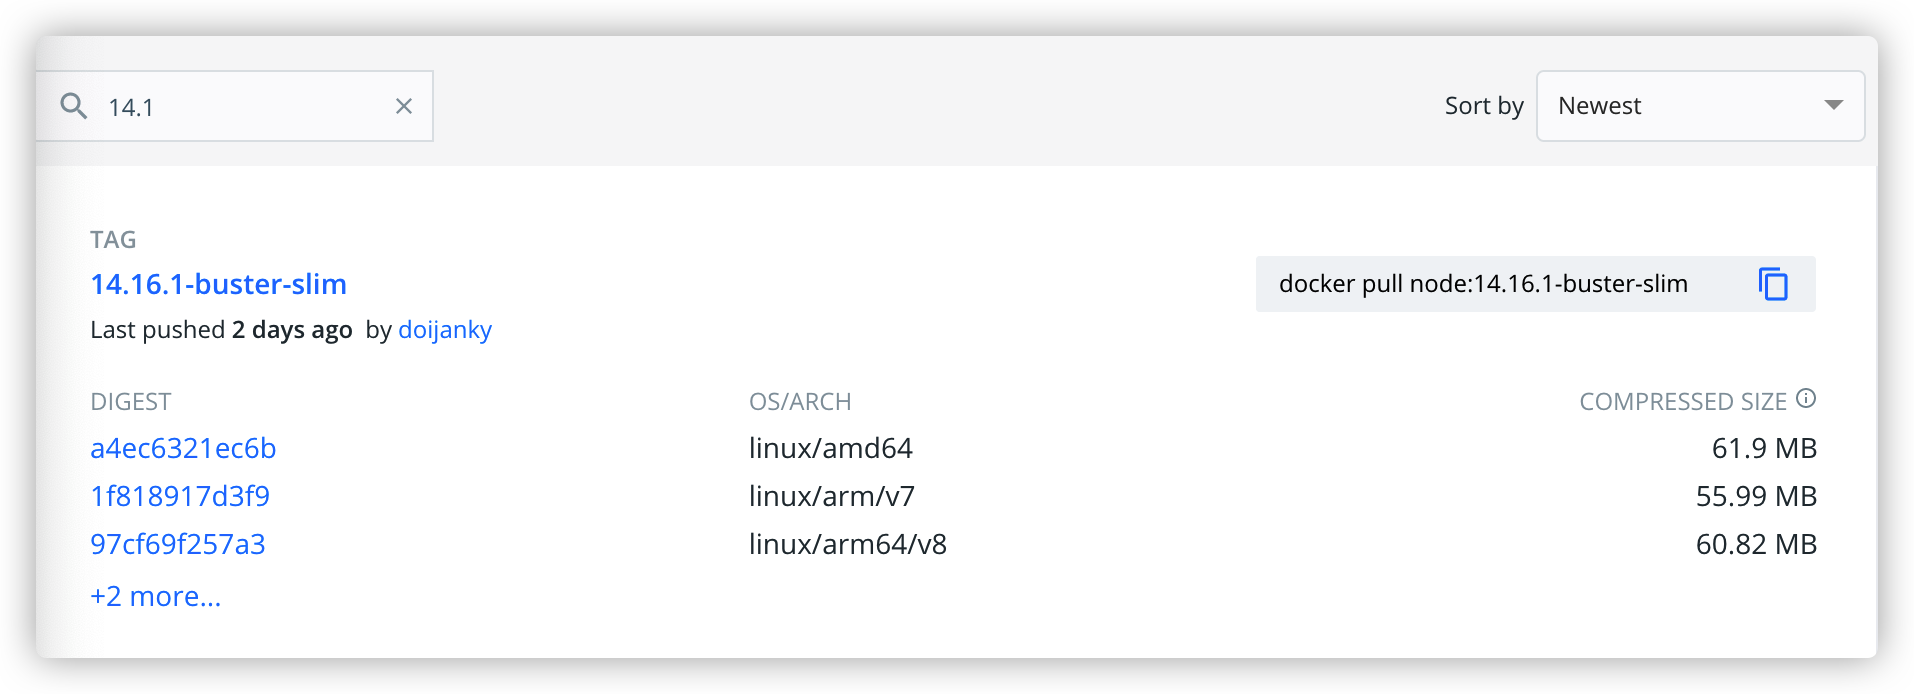 14.1
Sort by Newest
TAG
14.16.1-buster-slim
docker pull node:14.16.1-buster-slim
Last pushed 2 days ago by doijanky
DIGEST OS/ARCH COMPRESSED SIZE
a4ec6321ec6b linux/amd64 61.9 MB
1f818917d3f9 linux/arm/v7 55.99 MB
97cf69f257a3 linux/arm64/v8 60.82 MB
+2 more...